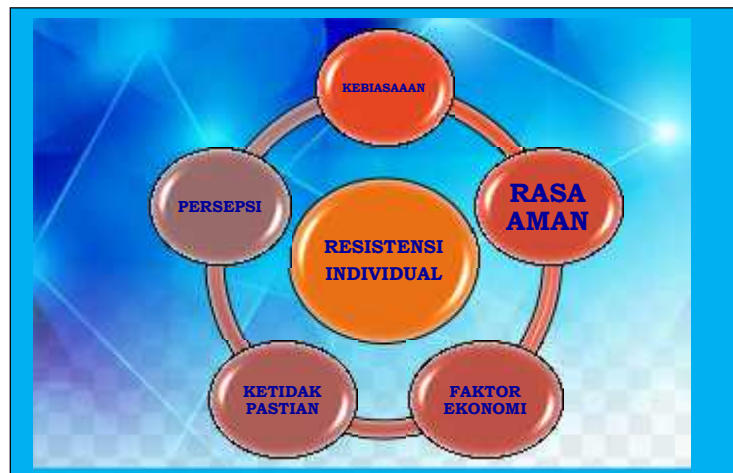 KEBIASAAAN
RASA
AMAN
PERSEPSI
RESISTENSI
INDIVIDUAL
KETIDAK
PASTIAN
FAKTOR
EKONOMI